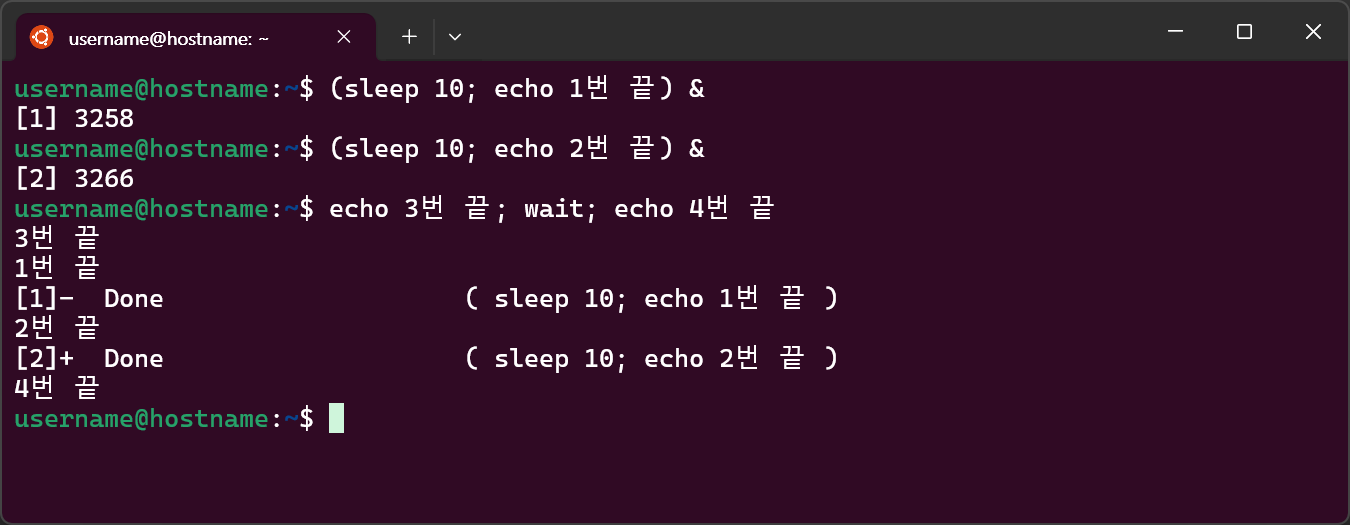 username@hostname: ~
username@hostname:~$ (sleep 10; echo 1번 끝) &
[1] 3258
username@hostname:~$ (sleep 10; echo 2번 끝) &
[2] 3266
username@hostname:~$ echo 3번 끝; wait; echo 4번 끝
3번 끝
1번 끝
[1]-  Done                    ( sleep 10; echo 1번 끝 )
2번 끝
[2]+  Done                    ( sleep 10; echo 2번 끝 )
4번 끝
username@hostname:~$